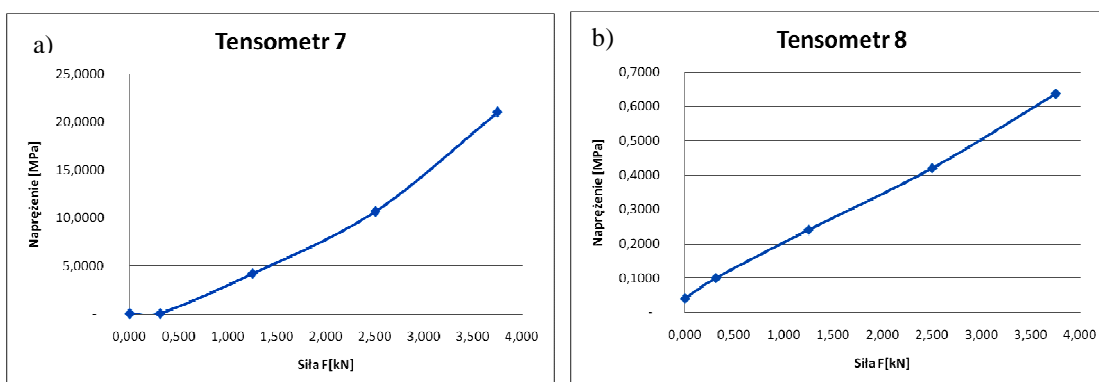 a)
Tensometr 7
25,0000
20,0000
15,0000
10,0000
5,0000
-
Naprężenie [MPa]
0,000 0,500 1,000 1,500 2,000 2,500 3,000 3,500 4,000
Siła F[kN]
b)
Tensometr 8
0,7000
0,6000
0,5000
0,4000
0,3000
0,2000
0,1000
-
Naprężenie [MPa]
0,000 0,500 1,000 1,500 2,000 2,500 3,000 3,500 4,000
Siła F[kN]